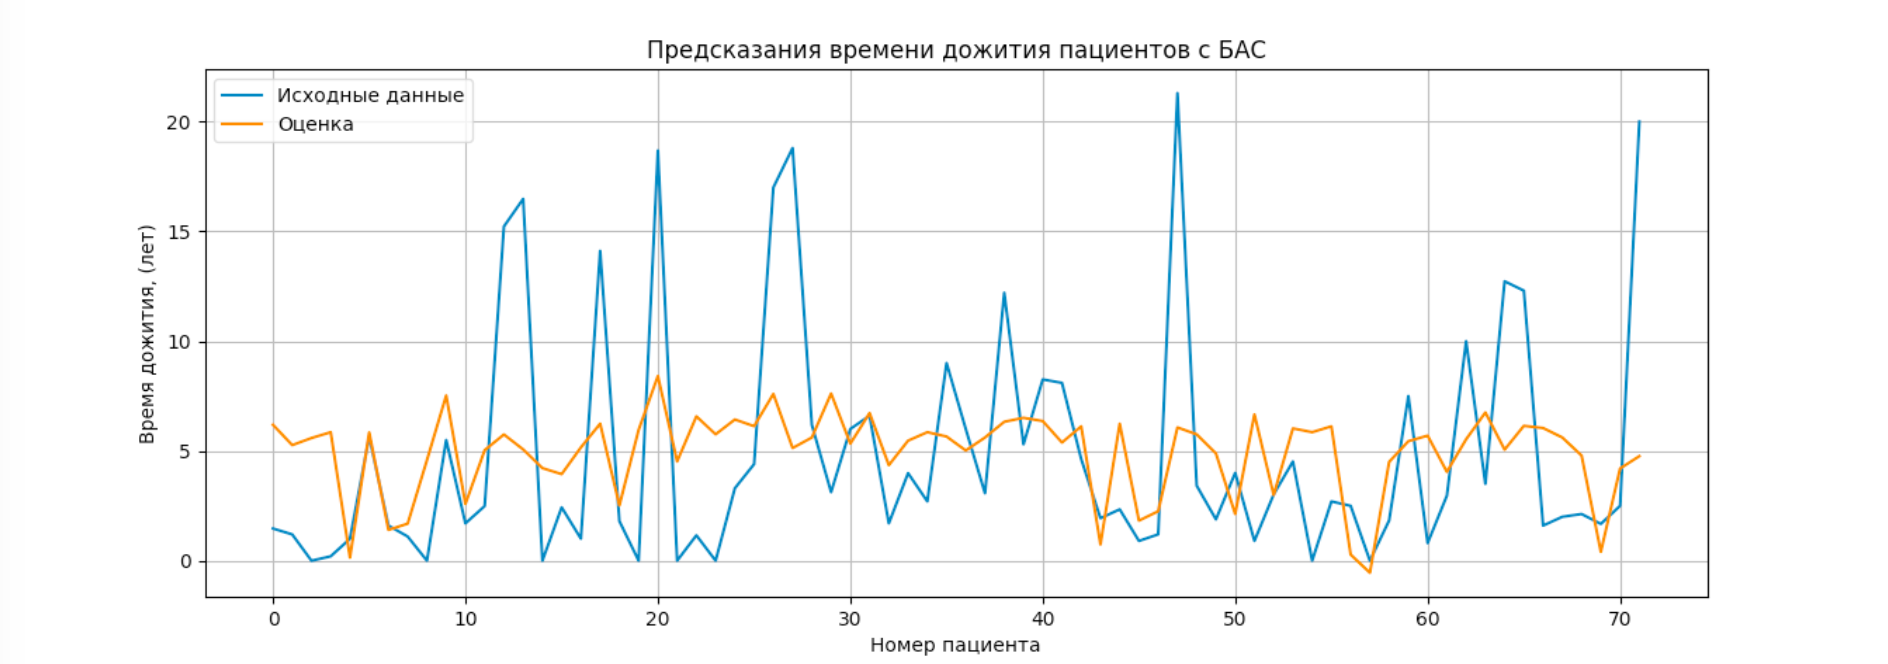 Предсказания времени дожития пациентов с БАС
Исходные данные
Оценка
Время дожития, (лет)
20
15
10
5
0
0 10 20 30 40 50 60 70
Номер пациента